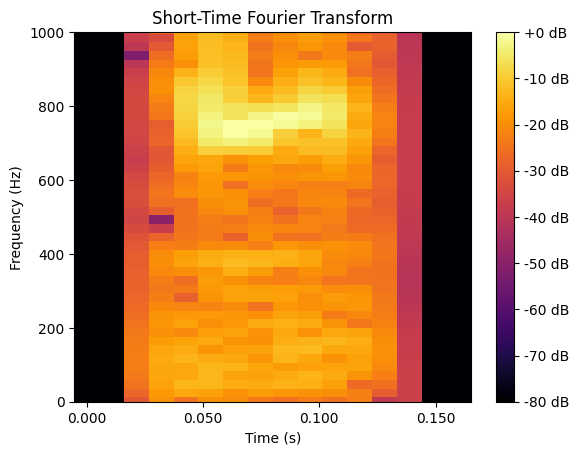 Short-Time Fourier Transform
1000
800
600
400
200
0
Frequency (Hz)
0.000
0.050
0.100
0.150
Time (s)
+0 dB
-10 dB
-20 dB
-30 dB
-40 dB
-50 dB
-60 dB
-70 dB
-80 dB